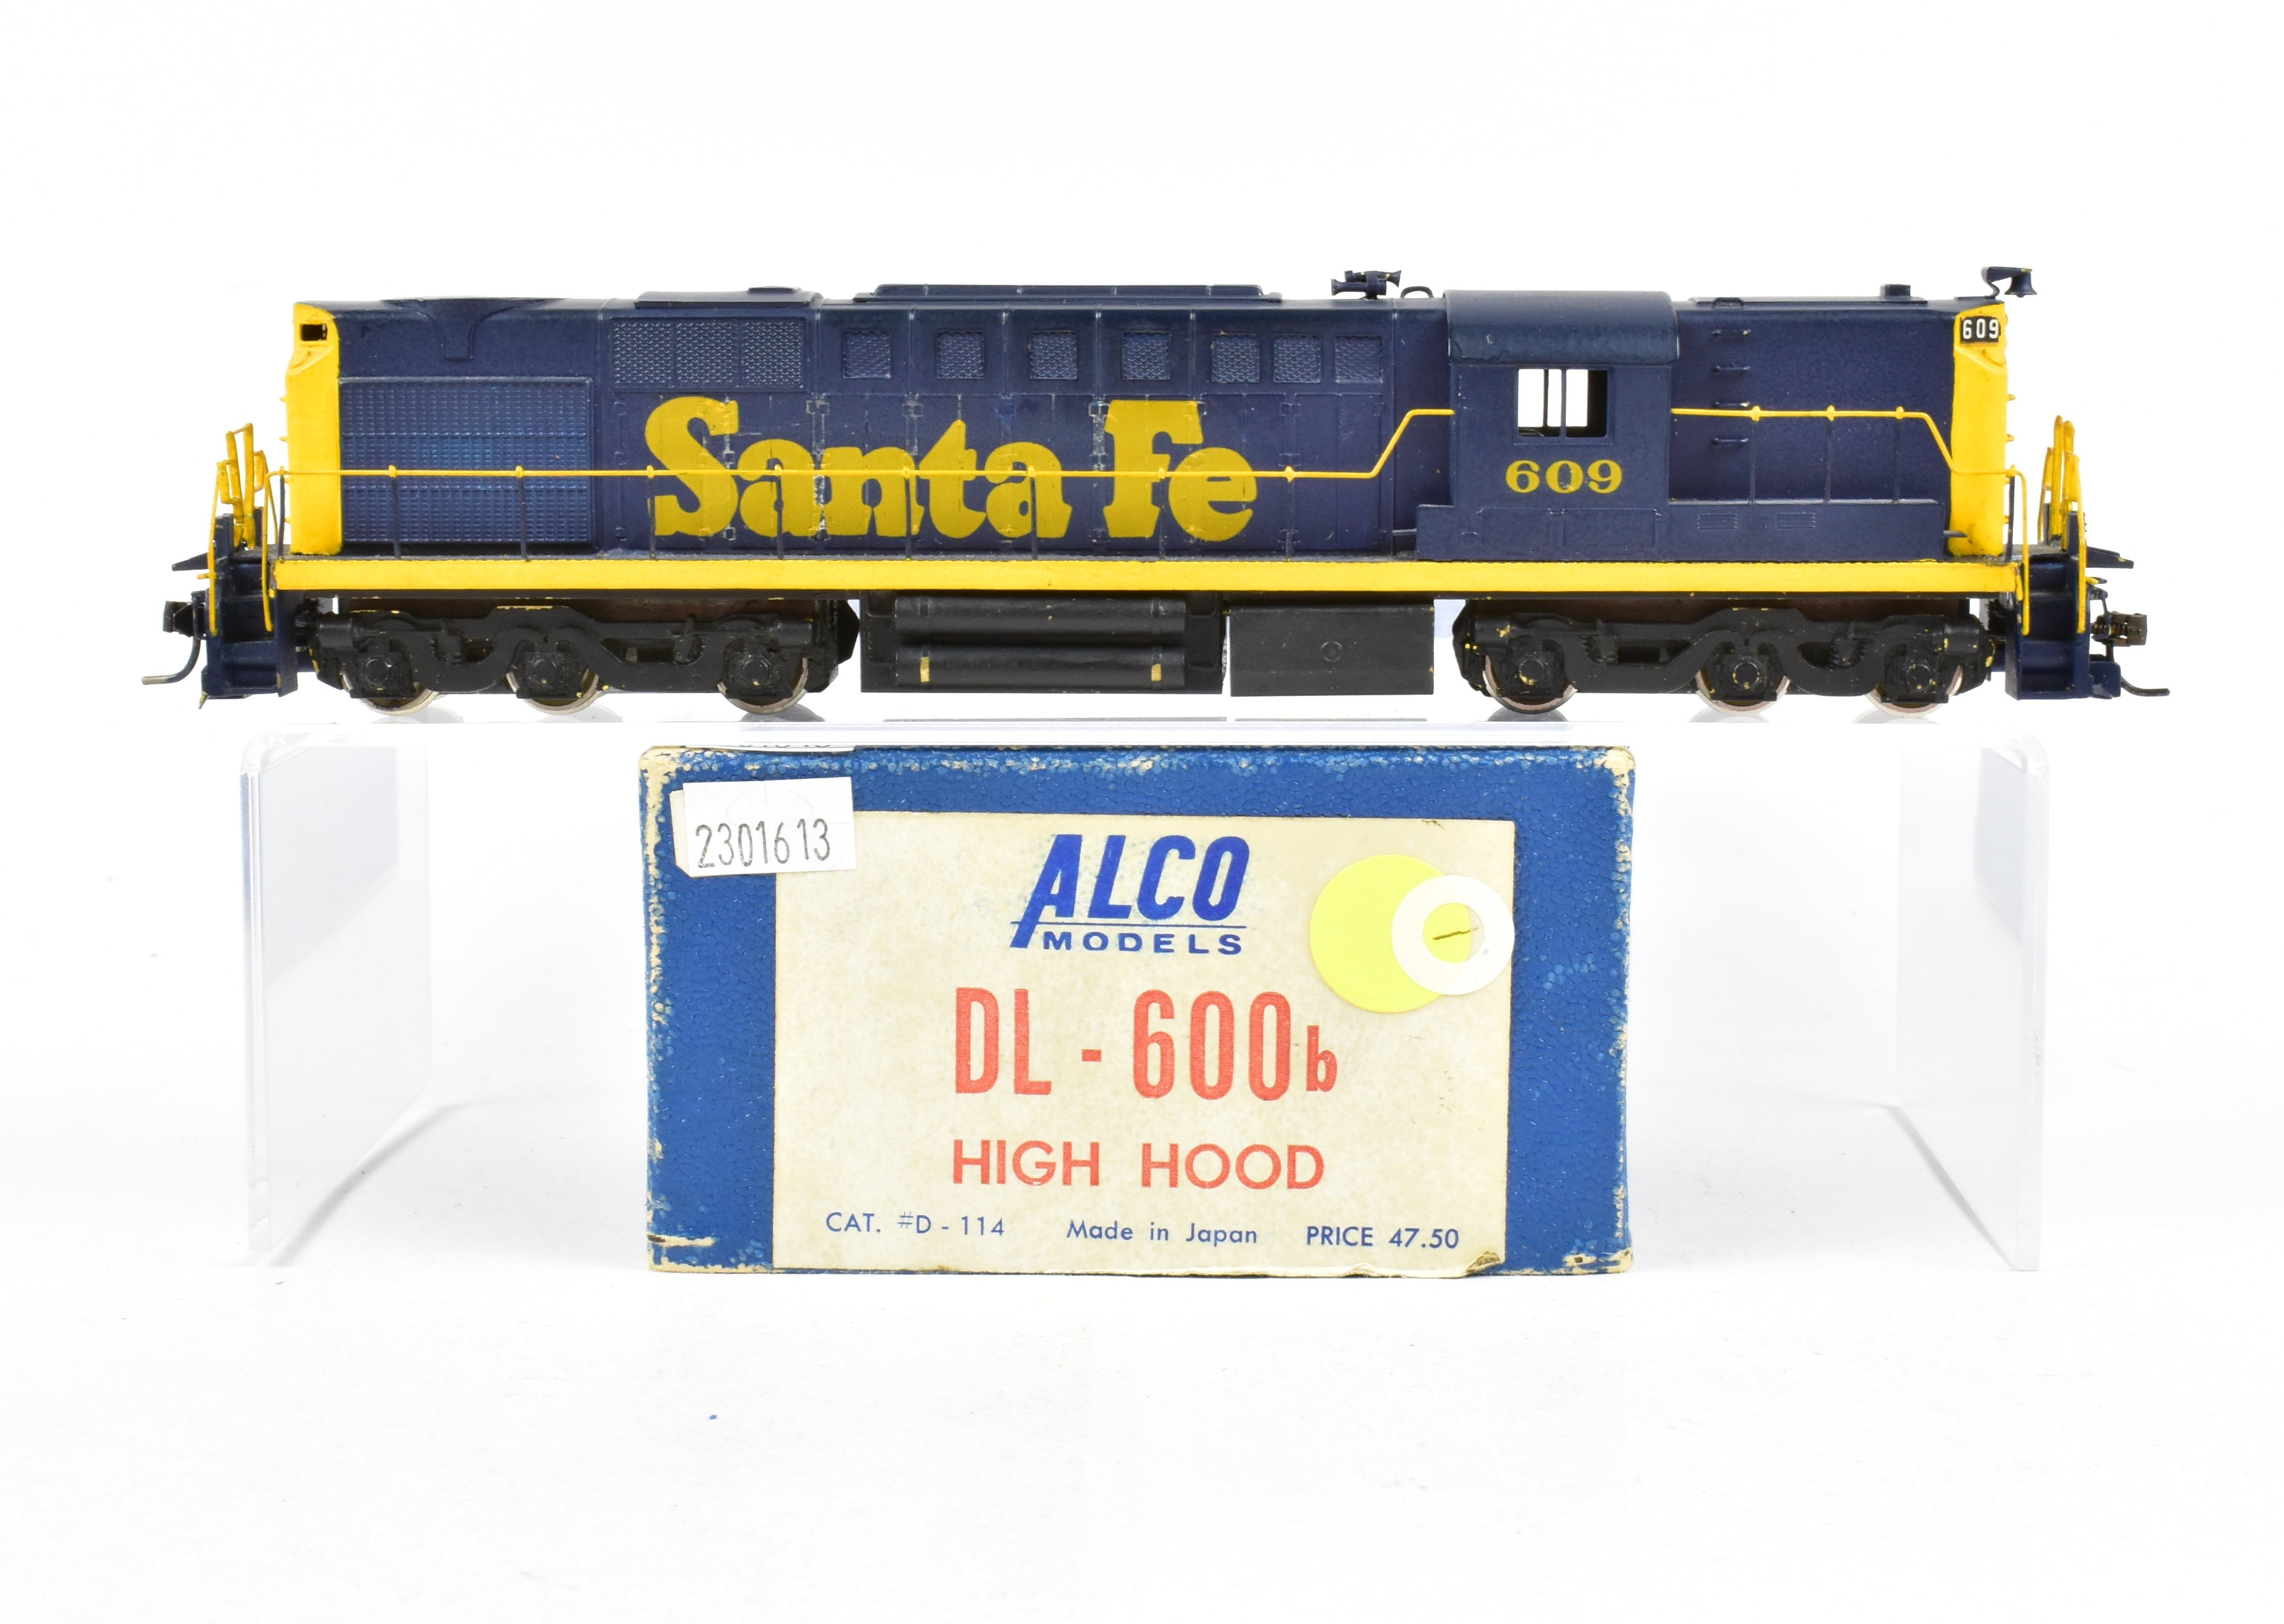 609
Santa Fe
609
2301613
ALCO
MODELS
DL - 600b
HIGH HOOD
CAT. #D - 114 Made in Japan PRICE 47.50